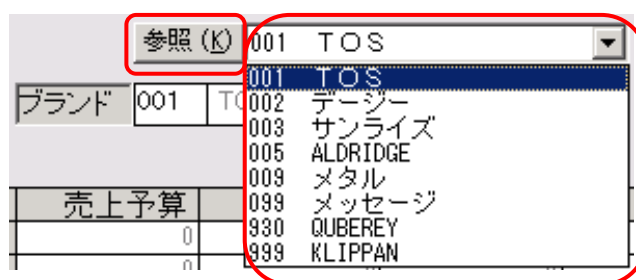 参照(K) 001 ＴＯＳ
001 ＴＯＳ
ブランド 001
002 デージー
003 サンライズ
005 ALDRIDGE
009 メタル
売上予算
099 メッセージ
0
930 QUBEREY
999 KLIPPAN
0